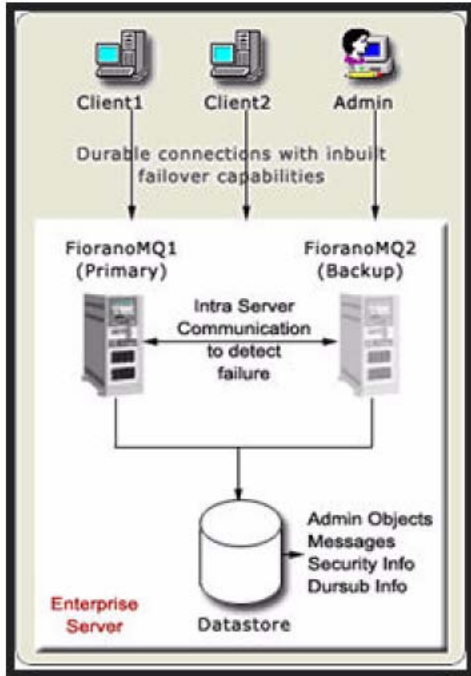 Client1
Client2
Admin
Durable connections with inbuilt
failover capabilities
FioranoMQ1
(Primary)
FioranoMQ2
(Backup)
Intra Server
Communication
to detect
failure
Admin Objects
Messages
Security Info
Dursub Info
Enterprise
Server
Datastore